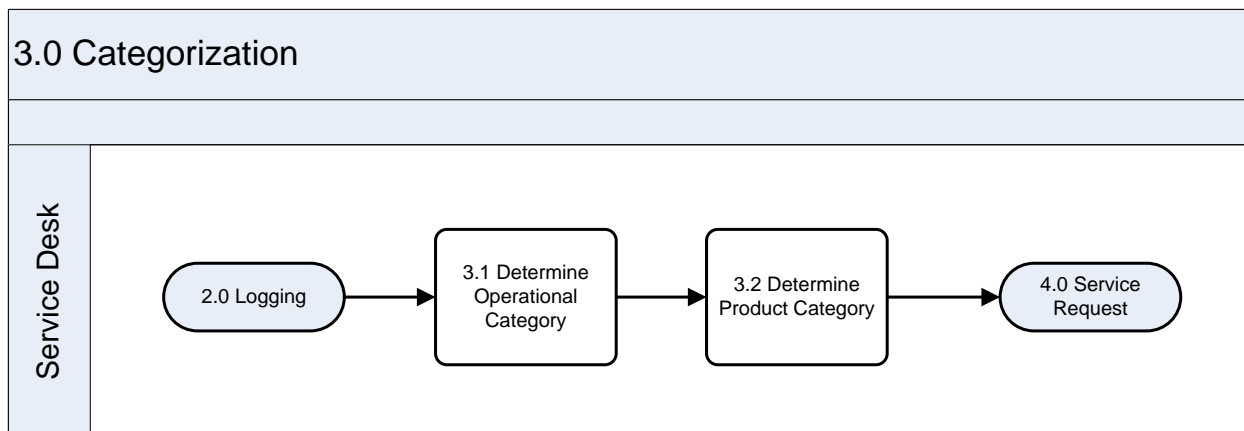 3.0 Categorization
Service Desk
2.0 Logging
3.1 Determine
Operational
Category
3.2 Determine
Product Category
4.0 Service
Request